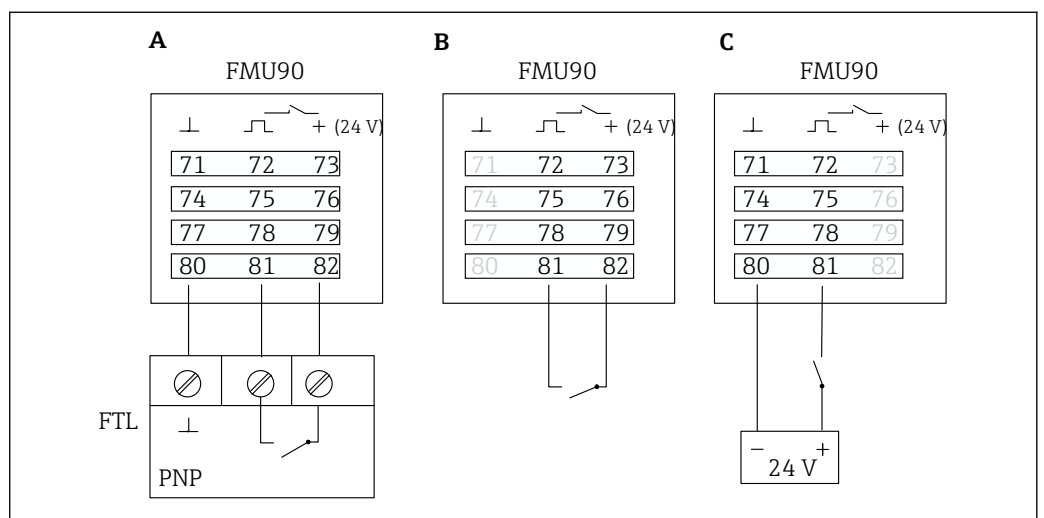 A B C
FMU90 FMU90 FMU90
+ (24 V) + (24 V) + (24 V)
71 72 73 71 72 73 71 72 73
74 75 76 74 75 76 74 75 76
77 78 79 77 78 79 77 78 79
80 81 82 80 81 82 80 81 82
FTL
PNP
- +
24 V